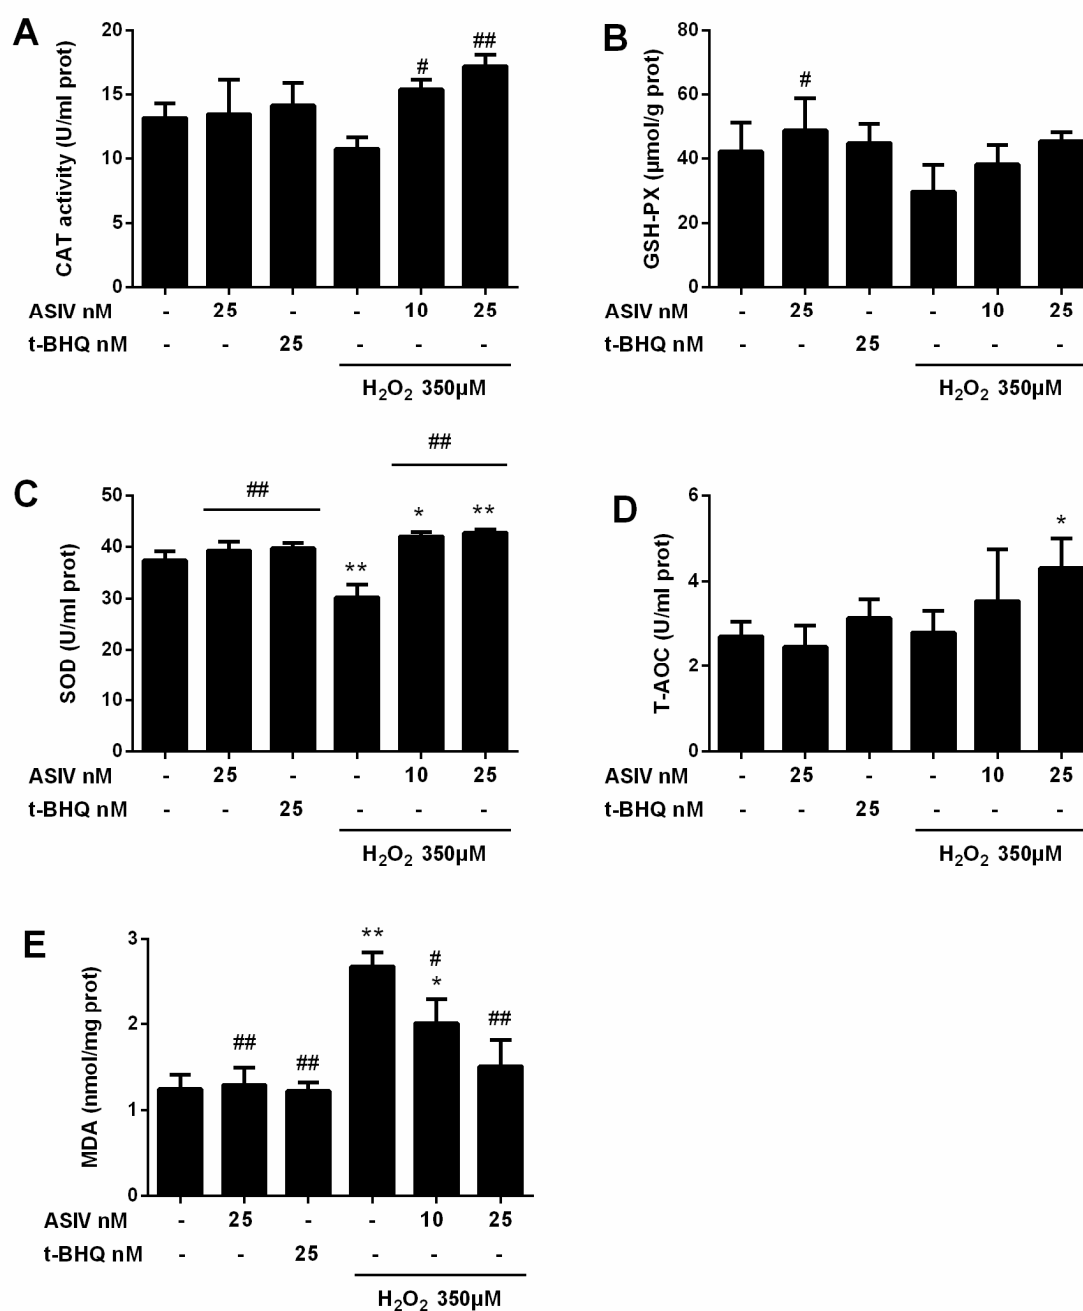 A
CAT activity (U/ml prot)
20
15
10
5
0
#
##
ASIV nM - 25 - - 10 25
t-BHQ nM - - 25 - - -
H₂O₂ 350µM
B
GSH-PX (µmol/g prot)
80
60
40
20
0
#
ASIV nM - 25 - - 10 25
t-BHQ nM - - 25 - - -
H₂O₂ 350µM
C
SOD (U/ml prot)
50
40
30
20
10
0
##
##
**
*
**
ASIV nM - 25 - - 10 25
t-BHQ nM - - 25 - - -
H₂O₂ 350µM
D
T-AOC (U/ml prot)
6
4
2
0
*
ASIV nM - 25 - - 10 25
t-BHQ nM - - 25 - - -
H₂O₂ 350µM
E
MDA (nmol/mg prot)
3
2
1
0
##
##
**
#
*
##
ASIV nM - 25 - - 10 25
t-BHQ nM - - 25 - - -
H₂O₂ 350µM